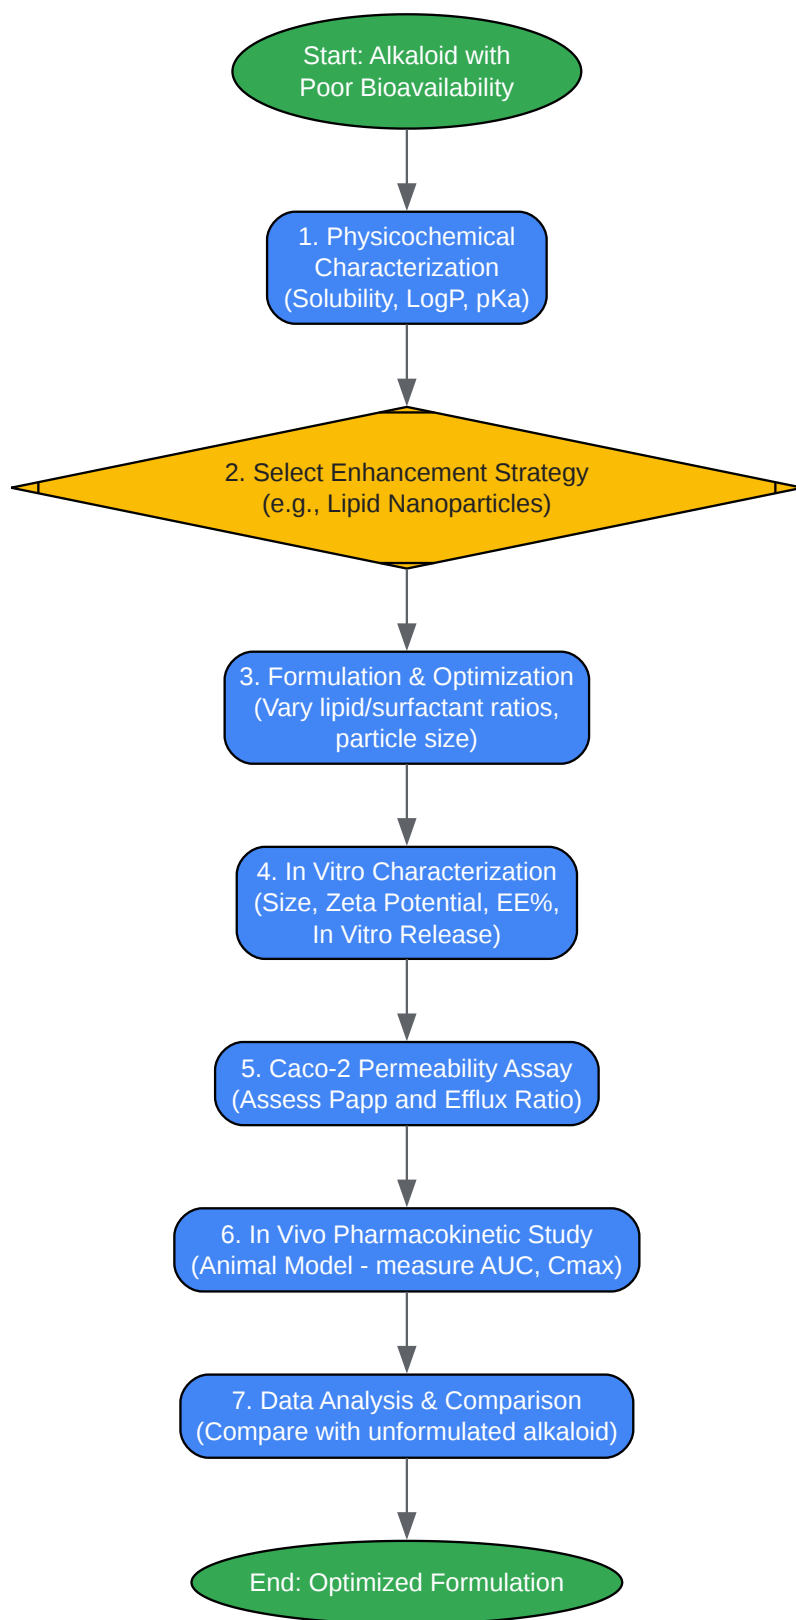 Start: Alkaloid with
Poor Bioavailability
1. Physicochemical
Characterization
(Solubility, LogP, pKa)
2. Select Enhancement Strategy
(e.g., Lipid Nanoparticles)
3. Formulation & Optimization
(Vary lipid/surfactant ratios,
particle size)
4. In Vitro Characterization
(Size, Zeta Potential, EE%,
In Vitro Release)
5. Caco-2 Permeability Assay
(Assess Papp and Efflux Ratio)
6. In Vivo Pharmacokinetic Study
(Animal Model - measure AUC, Cmax)
7. Data Analysis & Comparison
(Compare with unformulated alkaloid)
End: Optimized Formulation